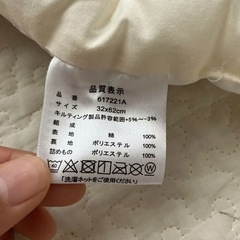 品質表示
品番 617221A
サイズ 32x62cm
キルティング製品許容範囲+5%~-3%
組成
表地 綿 100%
裏地 ポリエステル 100%
詰めもの ポリエステル 100%
「洗濯ネットをご使用ください」